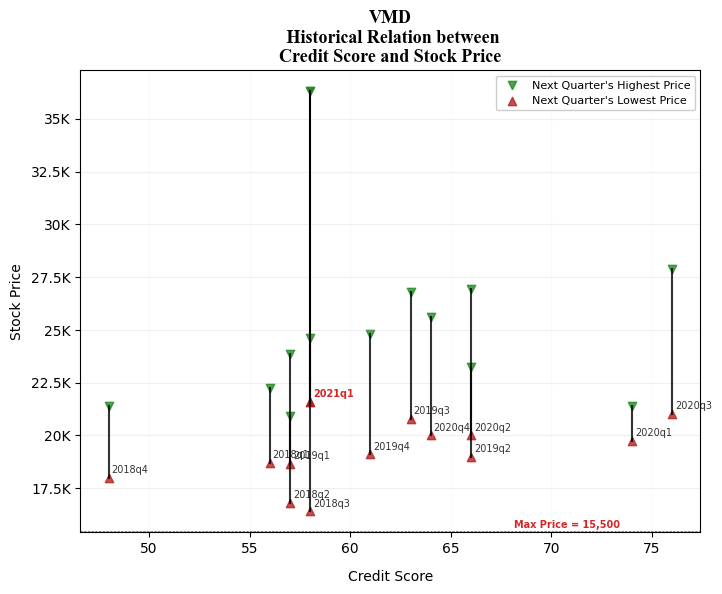 VMD
Historical Relation between
Credit Score and Stock Price
Next Quarter's Highest Price
Next Quarter's Lowest Price
35K
32.5K
30K
27.5K
25K
22.5K
20K
17.5K
Stock Price
2021q1
2020q3
2019q3
2020q4
2020q2
2020q1
2019q4
2019q2
2018q1
2019q1
2018q4
2018q2
2018q3
Max Price = 15,500
50
55
60
65
70
75
Credit Score